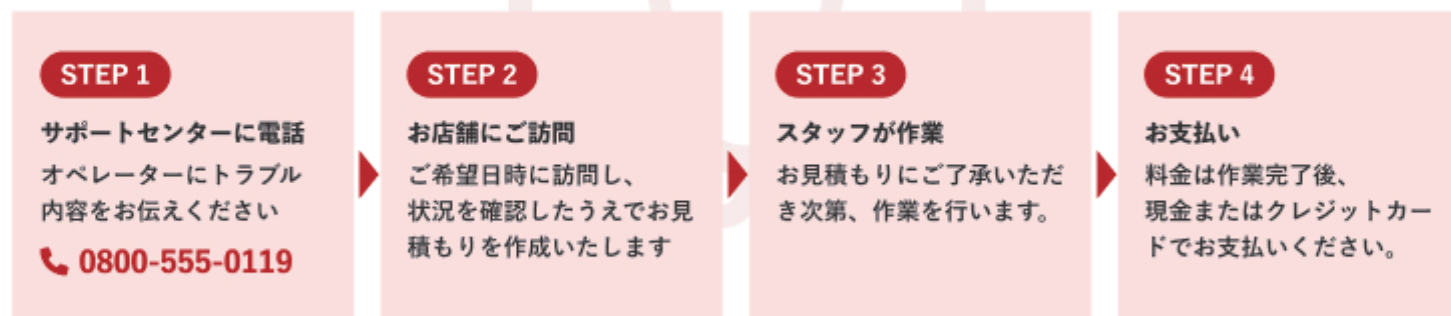 STEP 1
サポートセンターに電話
オペレーターにトラブル
内容をお伝えください
0800-555-0119
STEP 2
お店舗にご訪問
ご希望日時に訪問し、
状況を確認したうえでお見
積もりを作成いたします
STEP 3
スタッフが作業
お見積もりにご了承いただ
き次第、作業を行います。
STEP 4
お支払い
料金は作業完了後、
現金またはクレジットカー
ドでお支払いください。